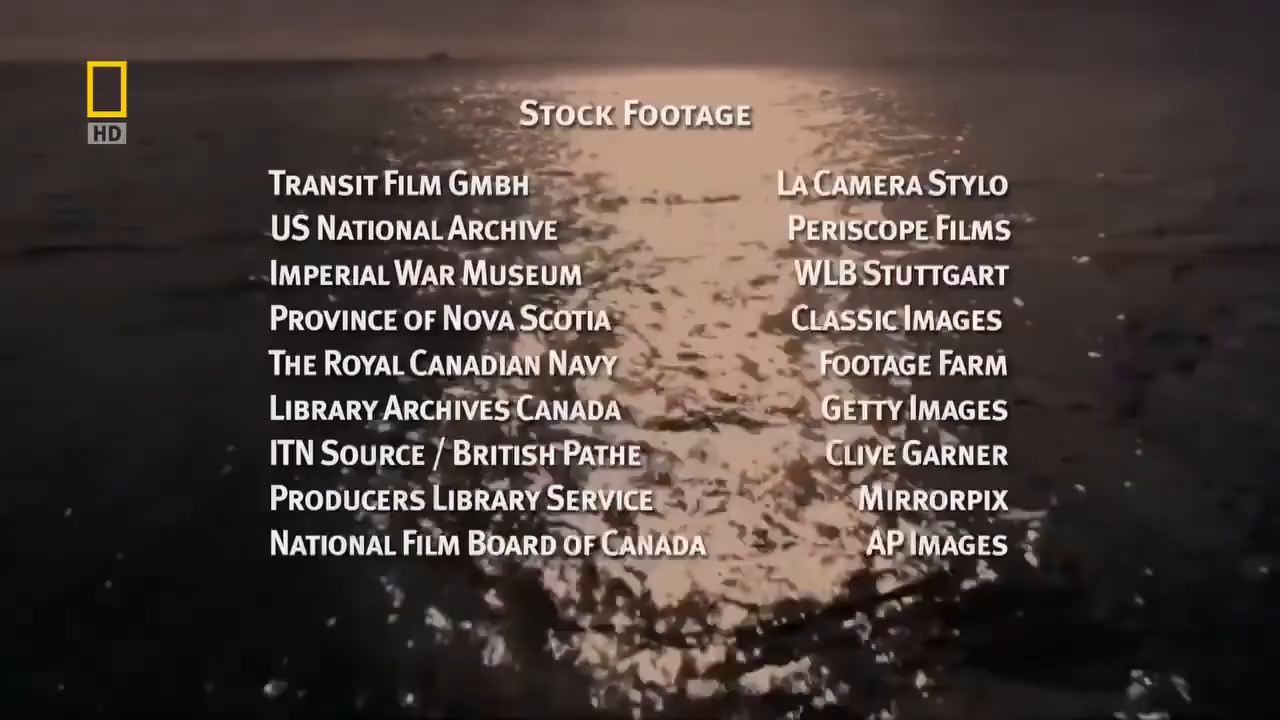 HD
Stock Footage
Transit Film GmbH
La Camera Stylo
US National Archive
Periscope Films
Imperial War Museum
WLB Stuttgart
Province of Nova Scotia
Classic Images
The Royal Canadian Navy
Footage Farm
Library Archives Canada
Getty Images
ITN Source / British Pathe
Clive Garner
Producers Library Service
Mirrorpix
National Film Board of Canada
AP Images